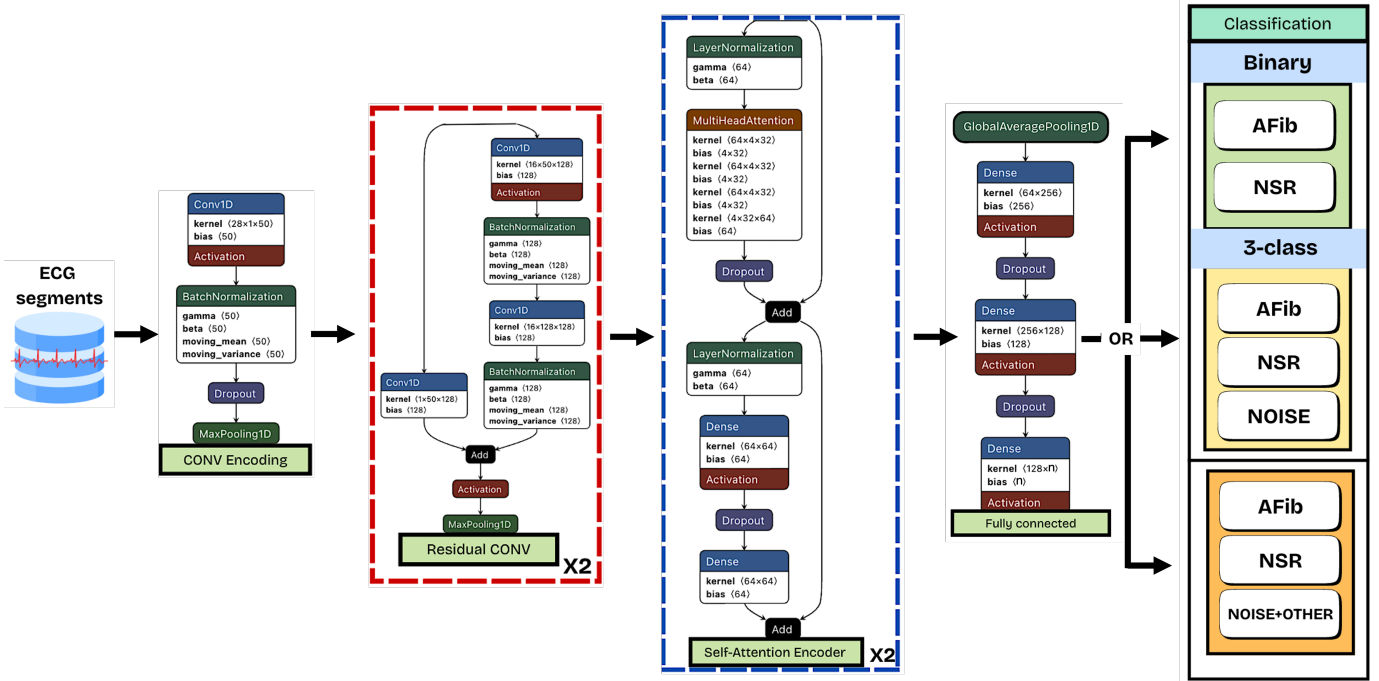 ECG
segments
Conv1D
kernel ⟨28×1×50⟩
bias ⟨50⟩
Activation
BatchNormalization
gamma ⟨50⟩
beta ⟨50⟩
moving_mean ⟨50⟩
moving_variance ⟨50⟩
Dropout
MaxPooling1D
CONV Encoding
Conv1D
kernel ⟨16×50×128⟩
bias ⟨128⟩
Activation
BatchNormalization
gamma ⟨128⟩
beta ⟨128⟩
moving_mean ⟨128⟩
moving_variance ⟨128⟩
Conv1D
kernel ⟨16×128×128⟩
bias ⟨128⟩
Conv1D
kernel ⟨1×50×128⟩
bias ⟨128⟩
BatchNormalization
gamma ⟨128⟩
beta ⟨128⟩
moving_mean ⟨128⟩
moving_variance ⟨128⟩
Add
Activation
MaxPooling1D
Residual CONV
X2
LayerNormalization
gamma ⟨64⟩
beta ⟨64⟩
MultiHeadAttention
kernel ⟨64×4×32⟩
bias ⟨4×32⟩
kernel ⟨64×4×32⟩
bias ⟨4×32⟩
kernel ⟨64×4×32⟩
bias ⟨4×32⟩
kernel ⟨4×32×64⟩
bias ⟨64⟩
Dropout
Add
LayerNormalization
gamma ⟨64⟩
beta ⟨64⟩
Dense
kernel ⟨64×64⟩
bias ⟨64⟩
Activation
Dropout
Dense
kernel ⟨64×64⟩
bias ⟨64⟩
Add
Self-Attention Encoder
X2
GlobalAveragePooling1D
Dense
kernel ⟨64×256⟩
bias ⟨256⟩
Activation
Dropout
Dense
kernel ⟨256×128⟩
bias ⟨128⟩
Activation
Dropout
Dense
kernel ⟨128×n⟩
bias ⟨n⟩
Activation
Fully connected
OR
Classification
Binary
AFib
NSR
3-class
AFib
NSR
NOISE
AFib
NSR
NOISE+OTHER